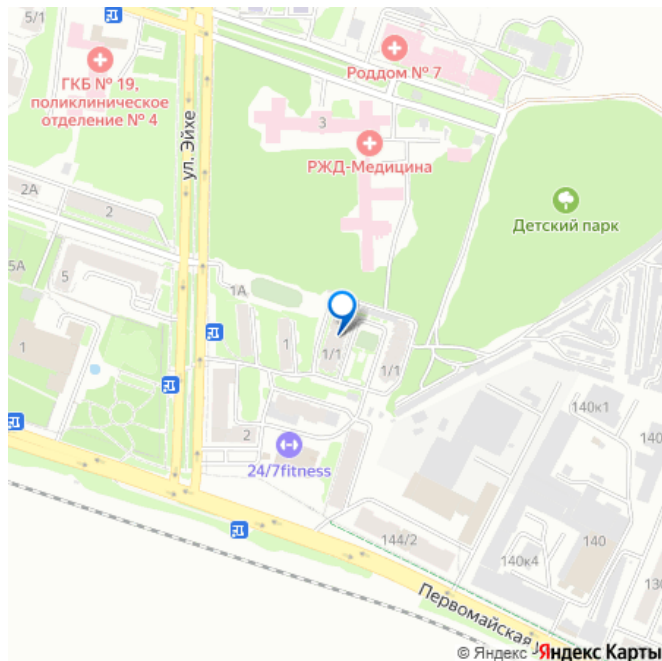 5/1
Роддом № 7
ГКБ № 19,
поликлиническое
отделение № 4
ул. Эйхе
3
РЖД-Медицина
2А
2
Детский парк
5А
5
1А
1
1
1/1
1/1
140к1
140
2
24/7fitness
144/2
140
140к4
130
Первомайская у
© Яндекс Яндекс Карты